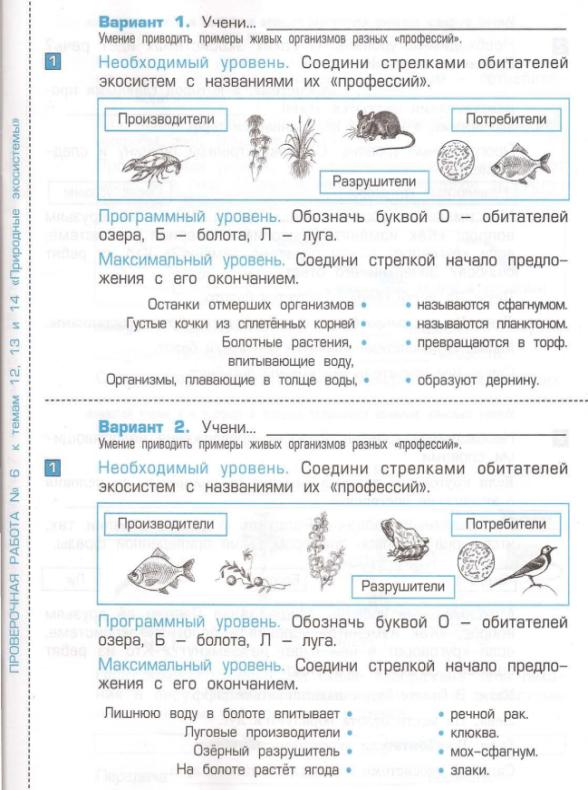 ПРОВЕРОЧНАЯ РАБОТА № 6 к темам 12, 13 и 14 «Природные экосистемы»
Вариант 1. Учени...
Умение приводить примеры живых организмов разных «профессий».
1 Необходимый уровень. Соедини стрелками обитателей
экосистем с названиями их «профессий».
Производители
Потребители
Разрушители
Программный уровень. Обозначь буквой О – обитателей
озера, Б – болота, Л – луга.
Максимальный уровень. Соедини стрелкой начало предло-
жения с его окончанием.
Останки отмерших организмов • • называются сфагнумом.
Густые кочки из сплетённых корней • • называются планктоном.
Болотные растения, • • превращаются в торф.
впитывающие воду,
Организмы, плавающие в толще воды, • • образуют дернину.
Вариант 2. Учени...
Умение приводить примеры живых организмов разных «профессий».
1 Необходимый уровень. Соедини стрелками обитателей
экосистем с названиями их «профессий».
Производители
Потребители
Разрушители
Программный уровень. Обозначь буквой О – обитателей
озера, Б – болота, Л – луга.
Максимальный уровень. Соедини стрелкой начало предло-
жения с его окончанием.
Лишнюю воду в болоте впитывает • • речной рак.
Луговые производители • • клюква.
Озёрный разрушитель • • мох-сфагнум.
На болоте растёт ягода • • злаки.